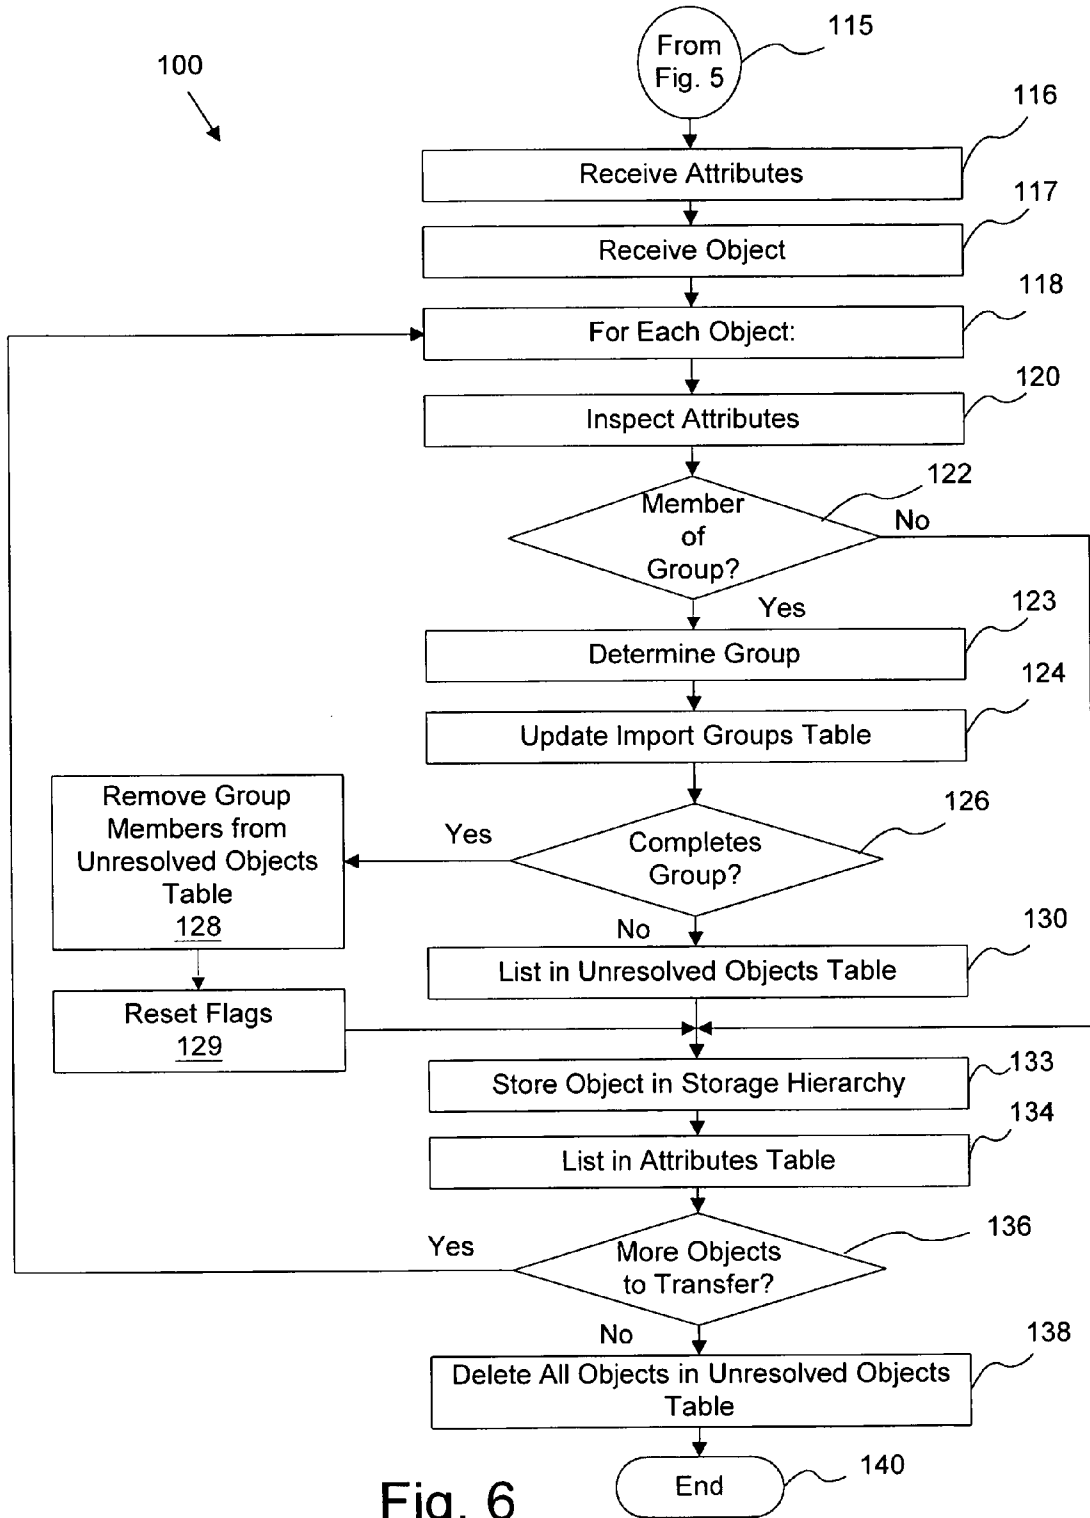 100
From
Fig. 5
115
Receive Attributes
116
Receive Object
117
For Each Object:
118
Inspect Attributes
120
Member
of
Group?
122
No
Yes
Determine Group
123
Update Import Groups Table
124
Completes
Group?
126
Yes
Remove Group
Members from
Unresolved Objects
Table
128
No
List in Unresolved Objects Table
130
Reset Flags
129
Store Object in Storage Hierarchy
133
List in Attributes Table
134
More Objects
to Transfer?
136
Yes
No
Delete All Objects in Unresolved Objects
Table
138
End
140
Fig. 6